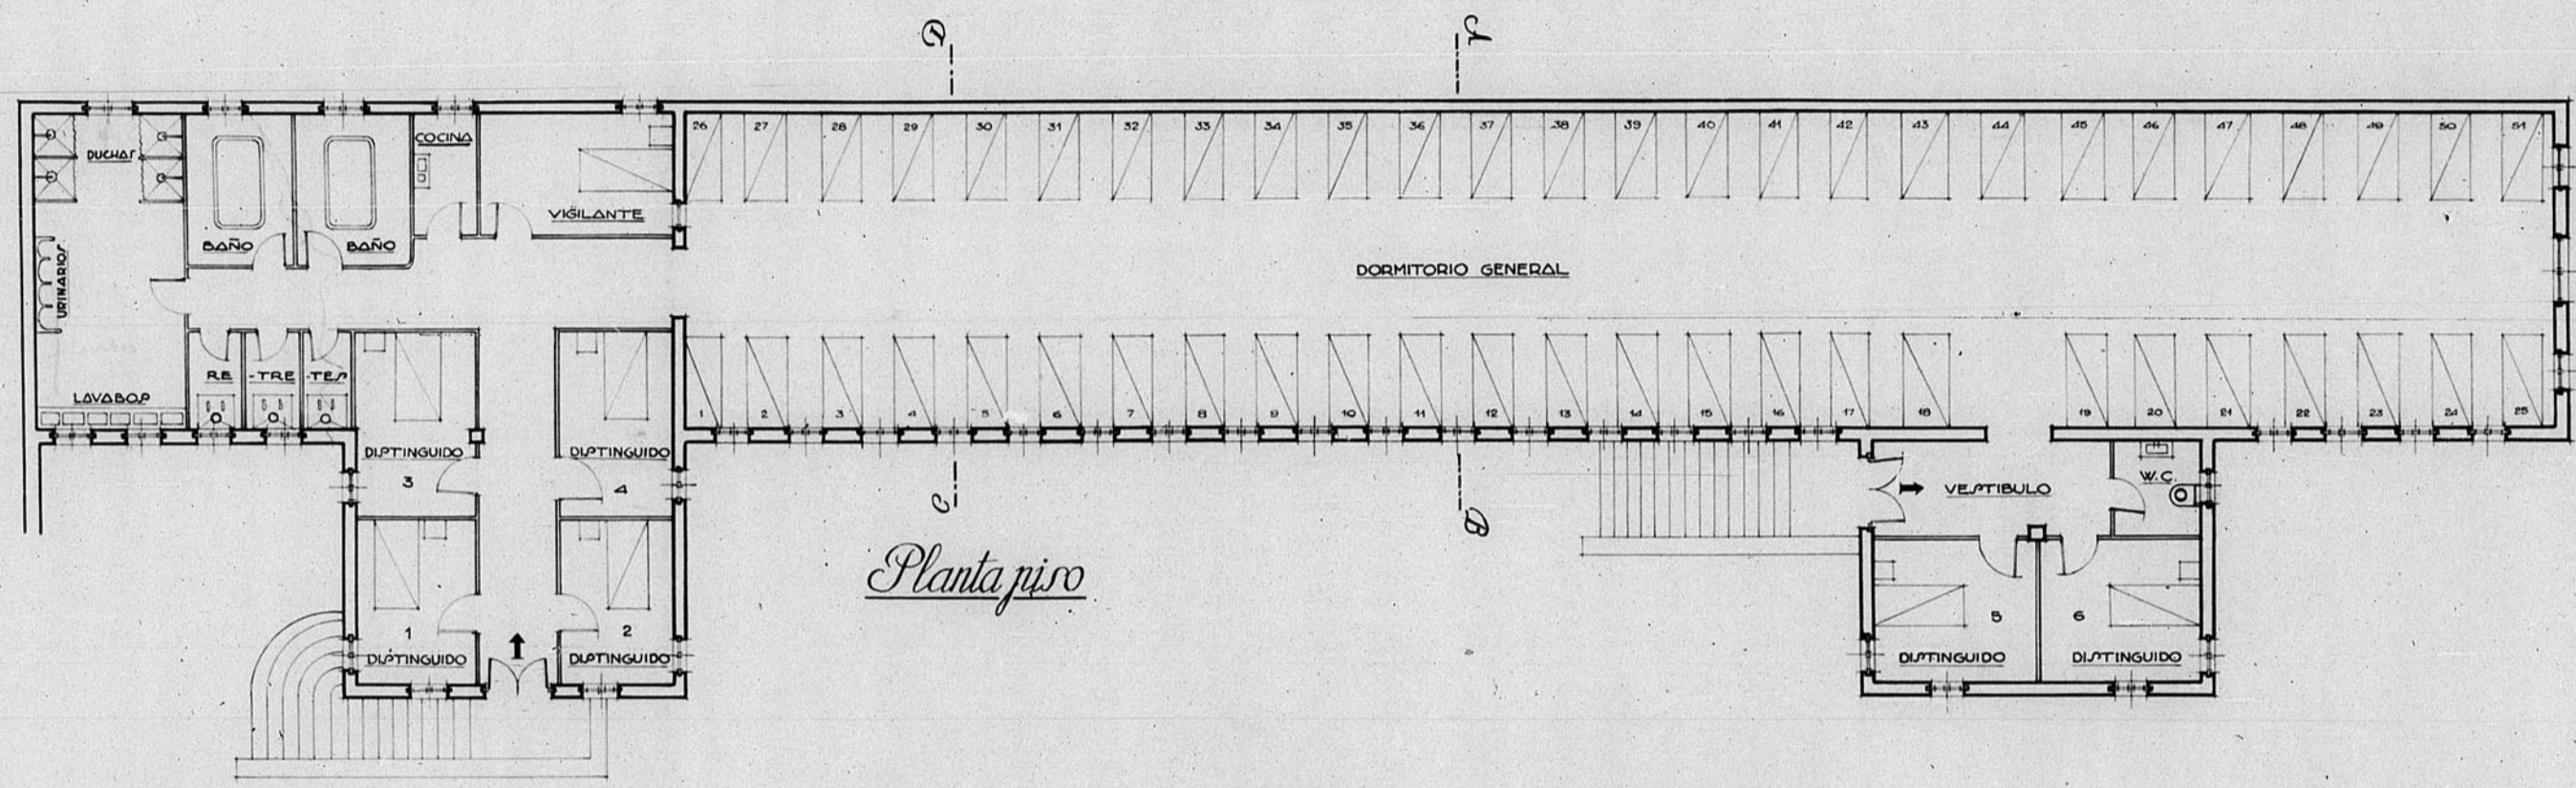 D
A
26 27 28 29 30 31 32 33 34 35 36 37 38 39 40 41 42 43 44 45 46 47 48 49 50 51
COCINA
DUCHAS
VIGILANTE
BAÑO BAÑO
URINARIOS
DORMITORIO GENERAL
RE -TRE -TES
LAVABOS
1 2 3 4 5 6 7 8 9 10 11 12 13 14 15 16 17 18 19 20 21 22 23 24 25
DISTINGUIDO
3
DISTINGUIDO
4
C
B
VESTIBULO
W.C.
Planta piso
1
DISTINGUIDO
2
DISTINGUIDO
5
DISTINGUIDO
6
DISTINGUIDO